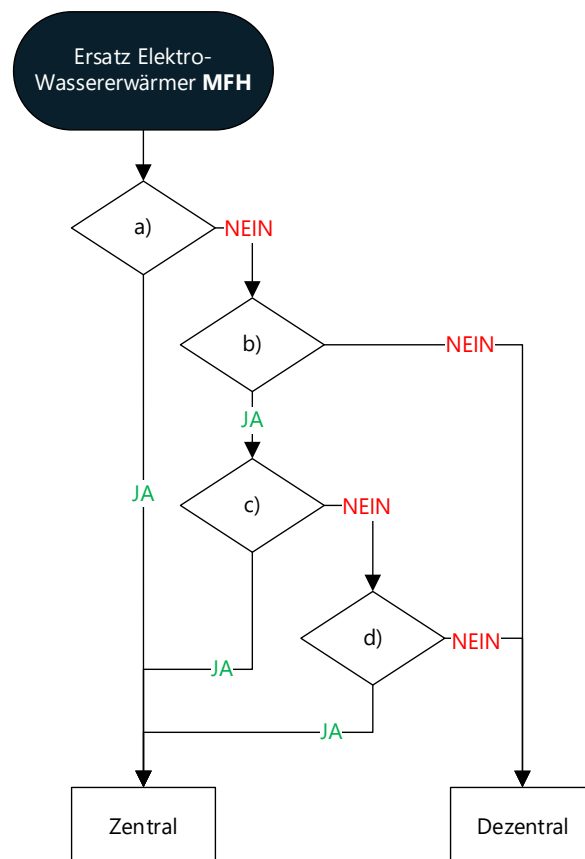 Ersatz Elektro-
Wassererwärmer MFH
a)
NEIN
b)
NEIN
JA
JA
c)
NEIN
d)
NEIN
JA
JA
Zentral
Dezentral